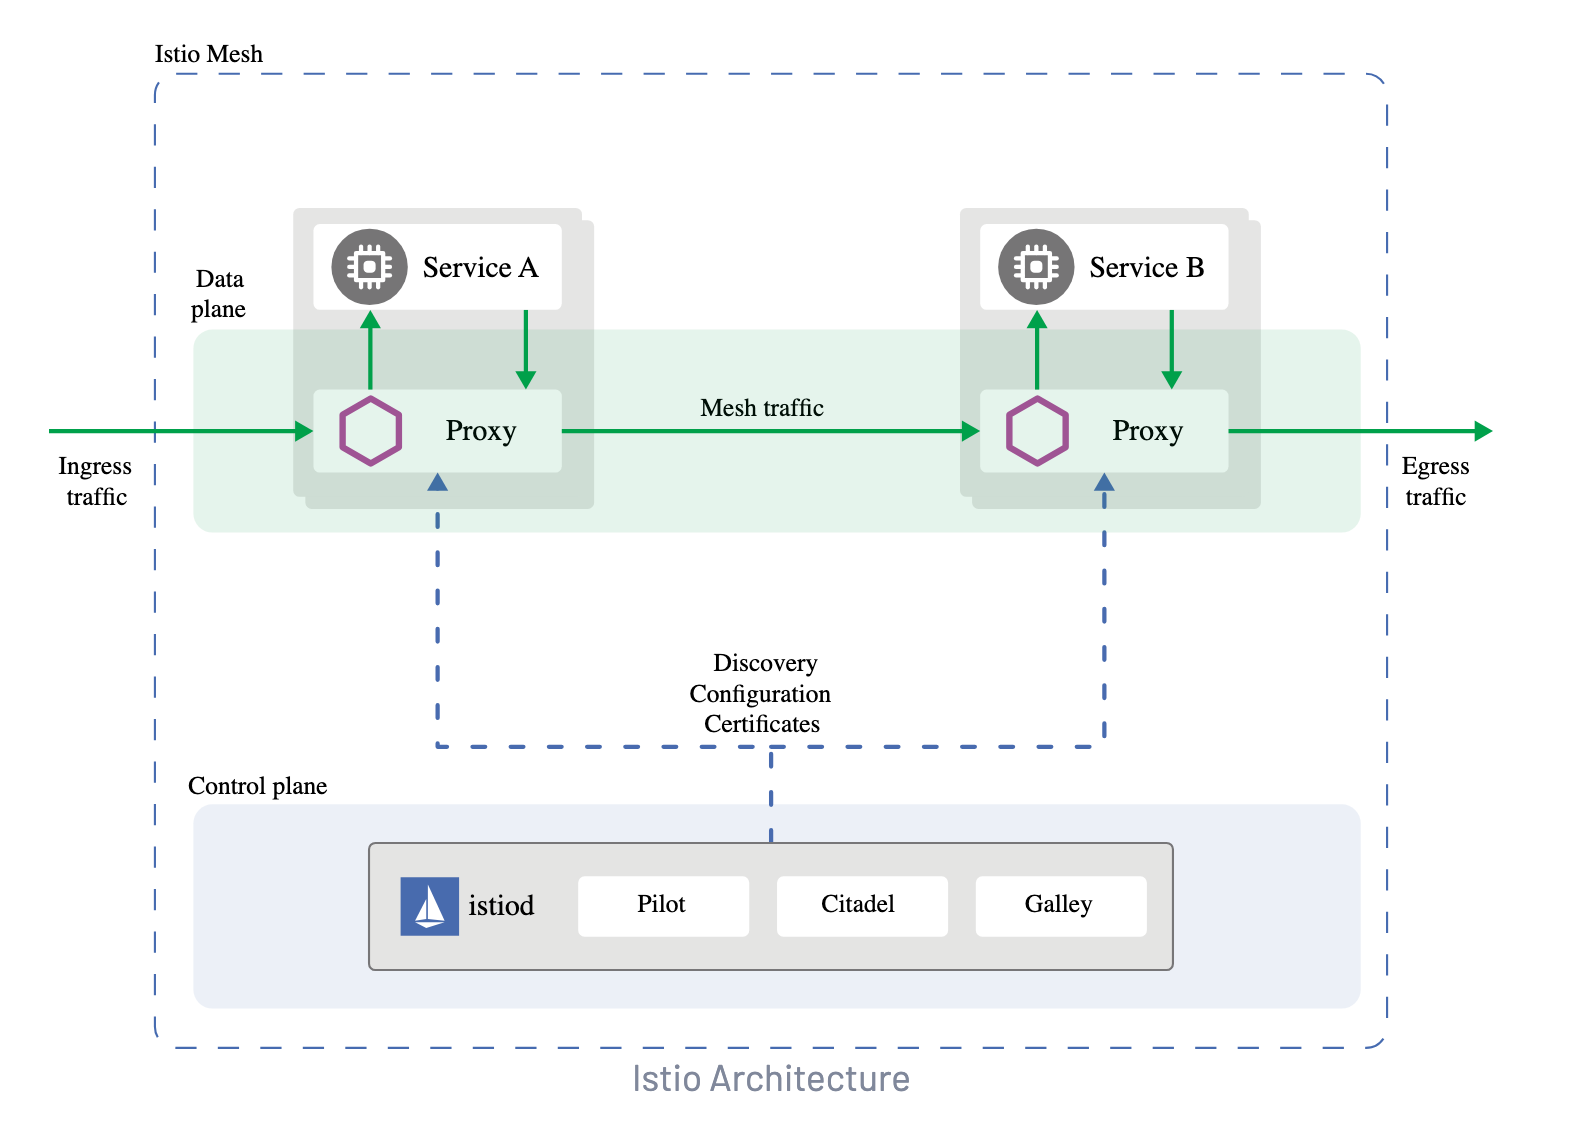 Istio Mesh
Service A
Service B
Data
plane
Mesh traffic
Proxy
Proxy
Ingress
traffic
Egress
traffic
Discovery
Configuration
Certificates
Control plane
istiod
Pilot
Citadel
Galley
Istio Architecture